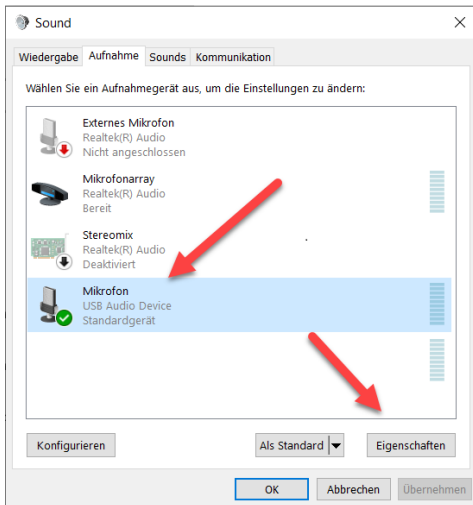 Sound
Wiedergabe Aufnahme Sounds Kommunikation
Wählen Sie ein Aufnahmegerät aus, um die Einstellungen zu ändern:
Externes Mikrofon
Realtek(R) Audio
Nicht angeschlossen
Mikrofonarray
Realtek(R) Audio
Bereit
Stereomix
Realtek(R) Audio
Deaktiviert
Mikrofon
USB Audio Device
Standardgerät
Konfigurieren Als Standard Eigenschaften
OK Abbrechen Übernehmen